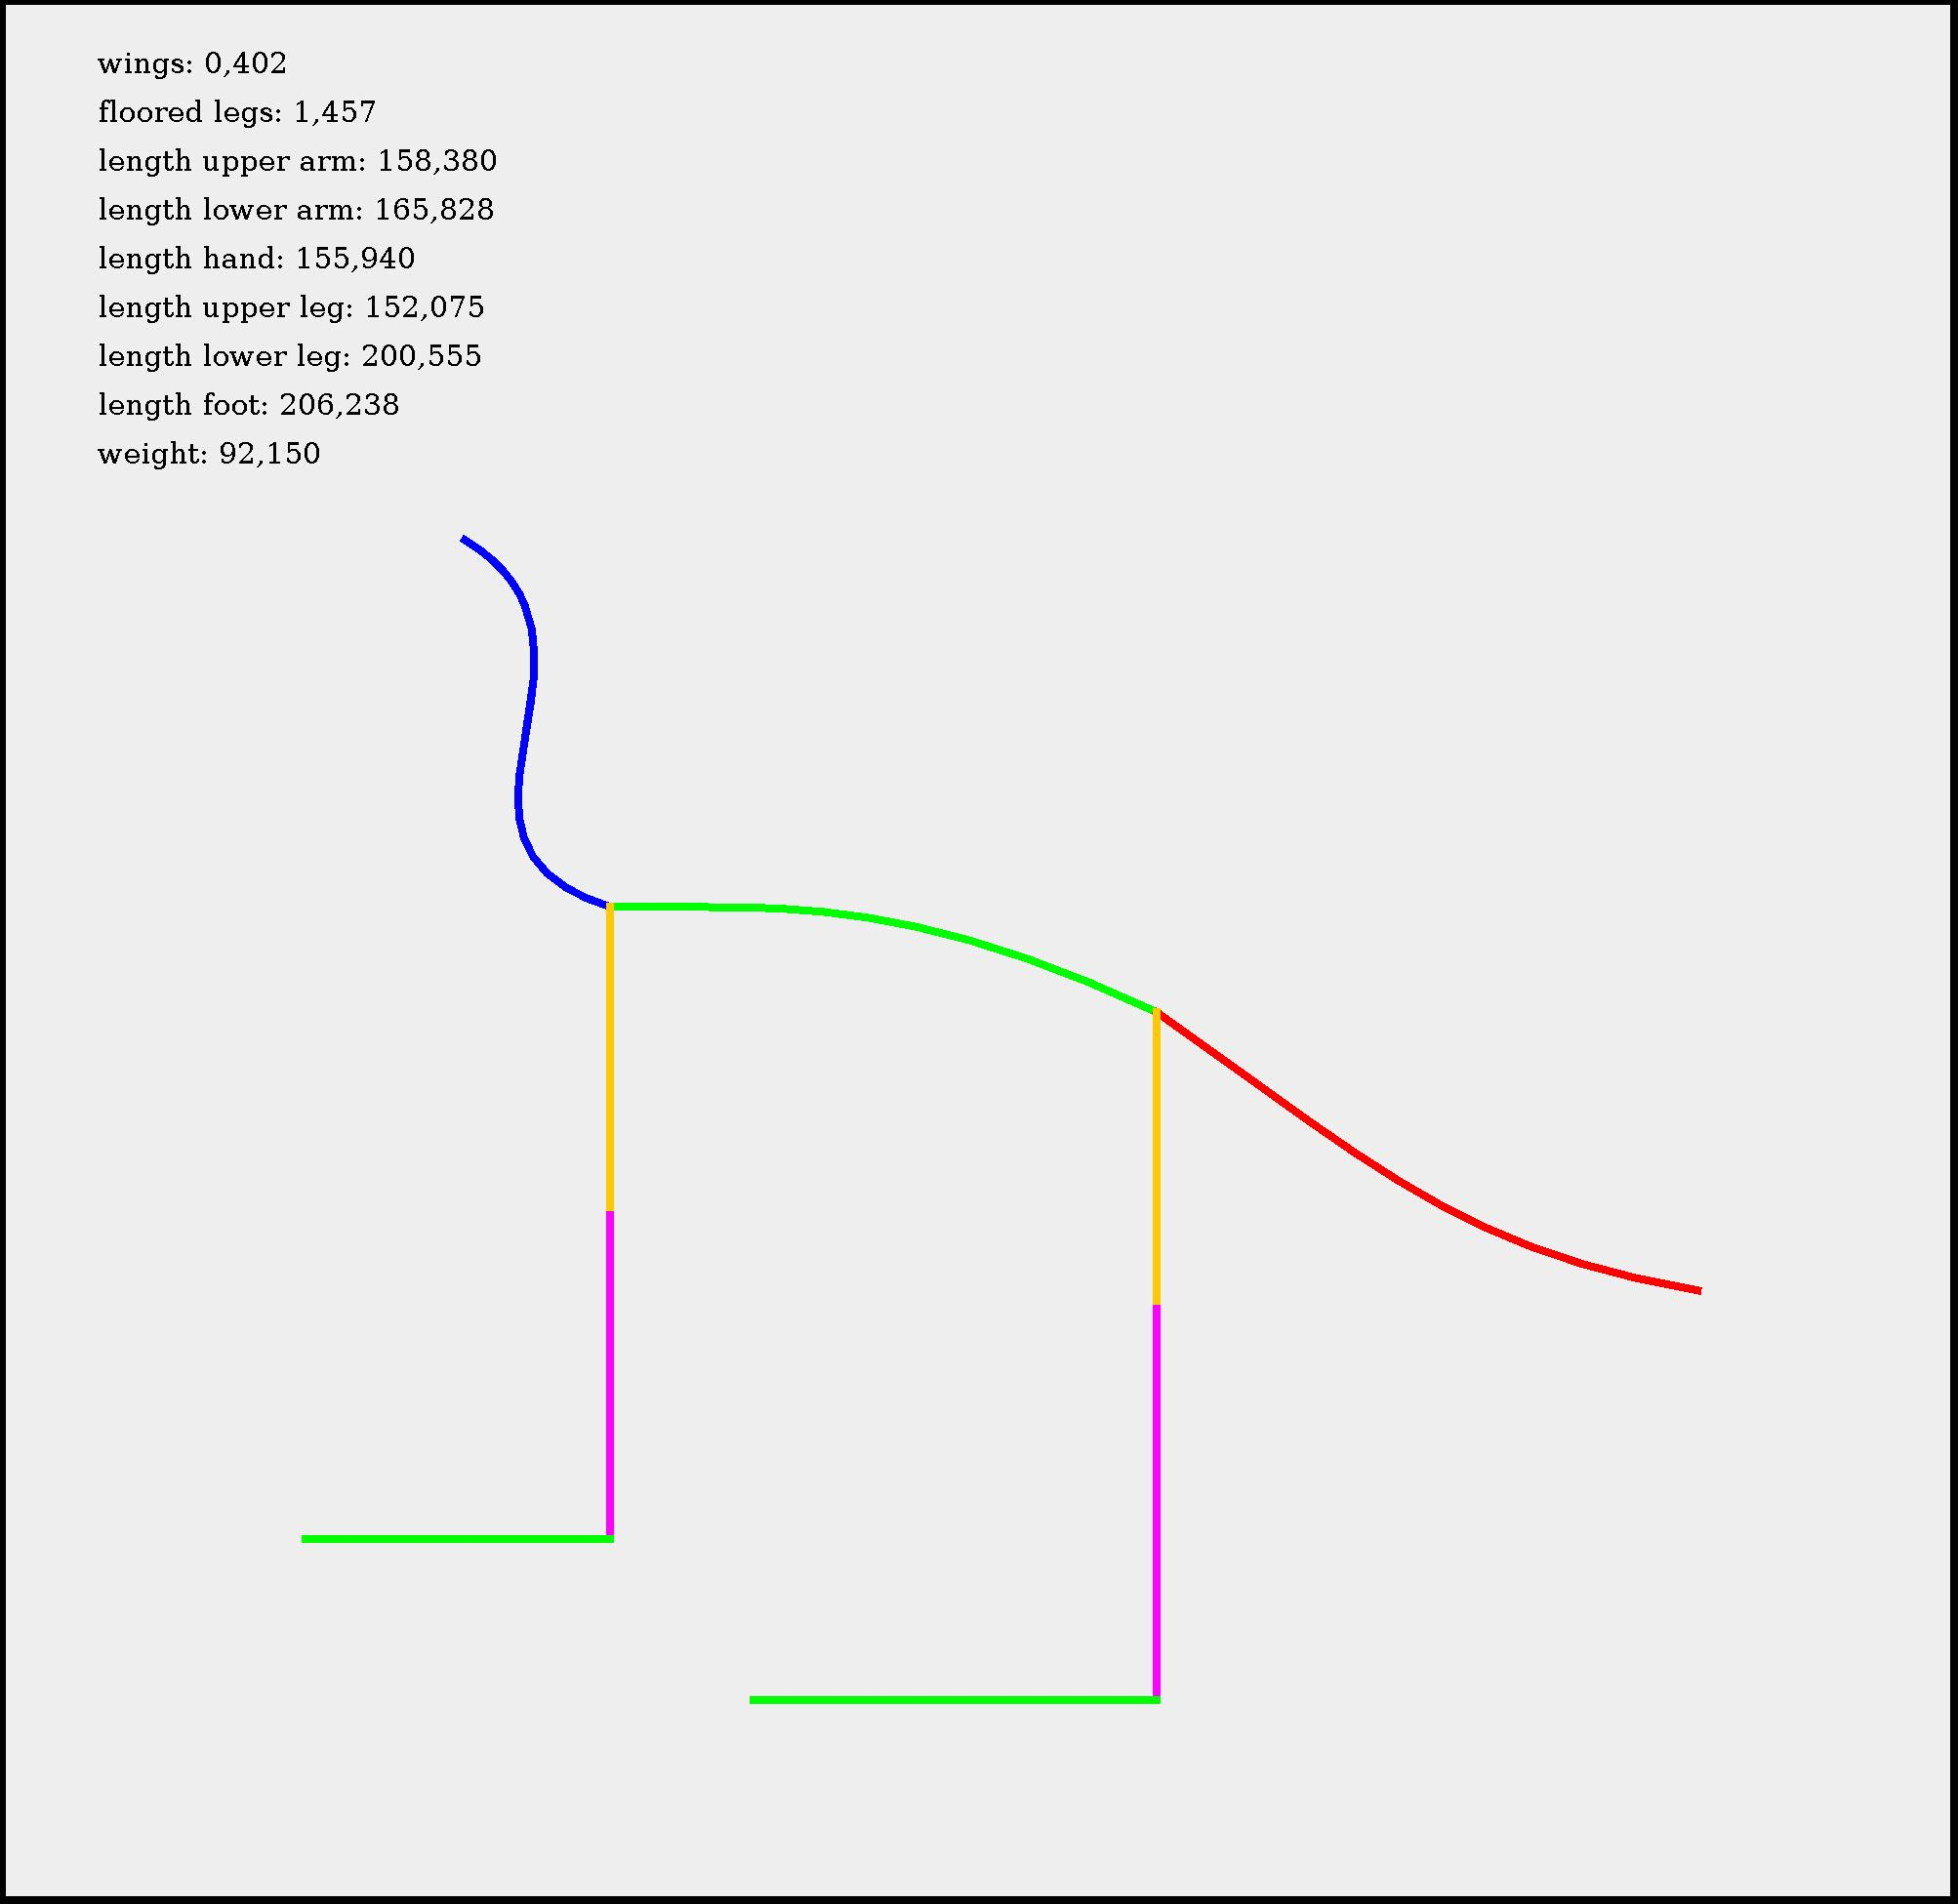 wings: 0,402
floored legs: 1,457
length upper arm: 158,380
length lower arm: 165,828
length hand: 155,940
length upper leg: 152,075
length lower leg: 200,555
length foot: 206,238
weight: 92,150